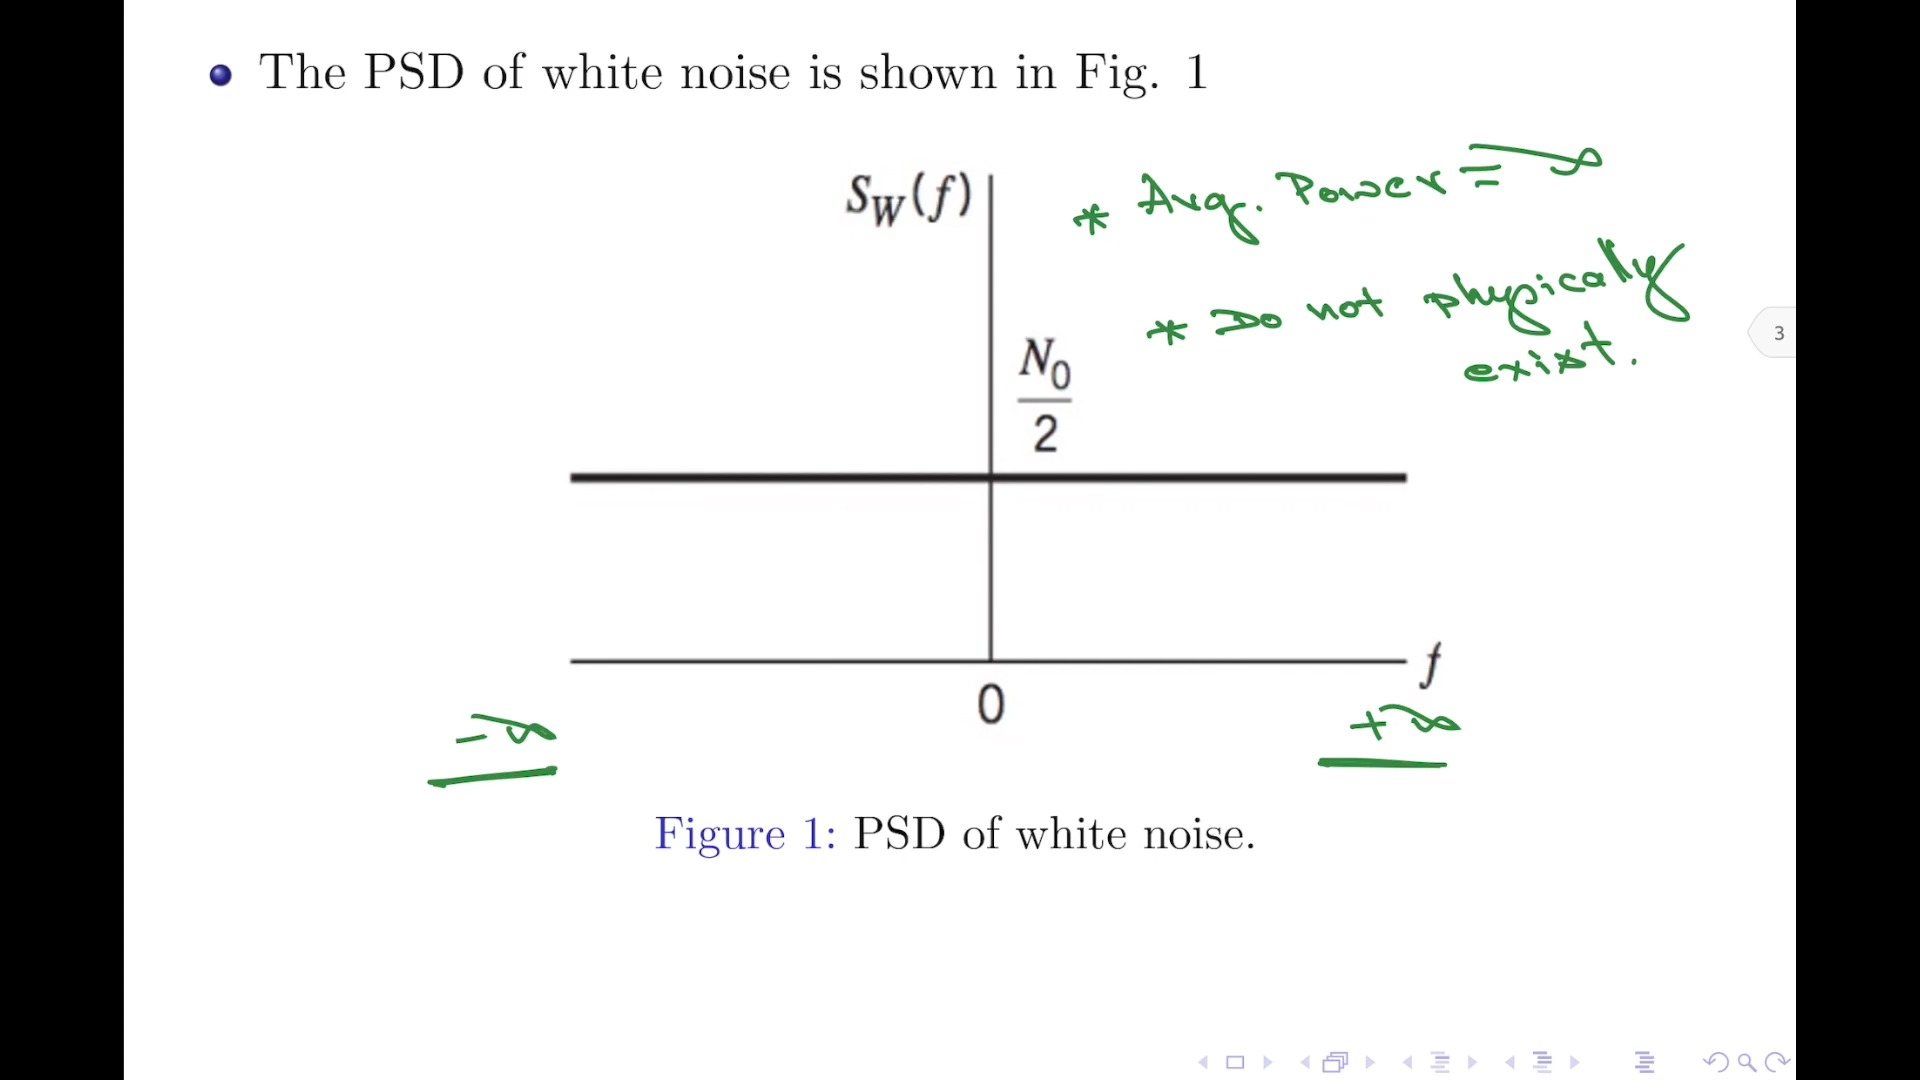 The PSD of white noise is shown in Fig. 1
S_W(f)
* Avg. Power = ∞
* Do not physically
exist.
N_0
2
f
0
-∞
+∞
Figure 1: PSD of white noise.
3